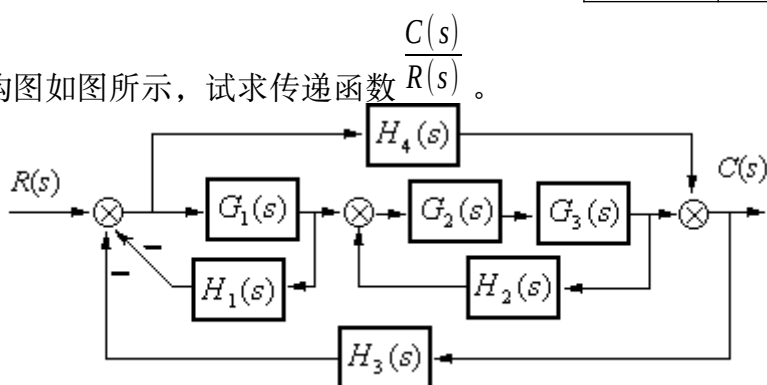 构图如图所示，试求传递函数 C(s)/R(s) 。
H₄(s)
R(s) G₁(s) G₂(s) G₃(s) C(s)
− H₁(s) H₂(s)
−
H₃(s)